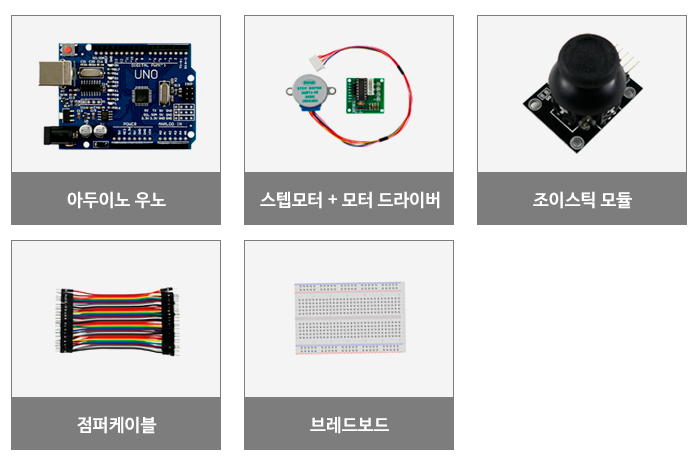 UNO
아두이노 우노
스텝모터 + 모터 드라이버
조이스틱 모듈
점퍼케이블
브레드보드